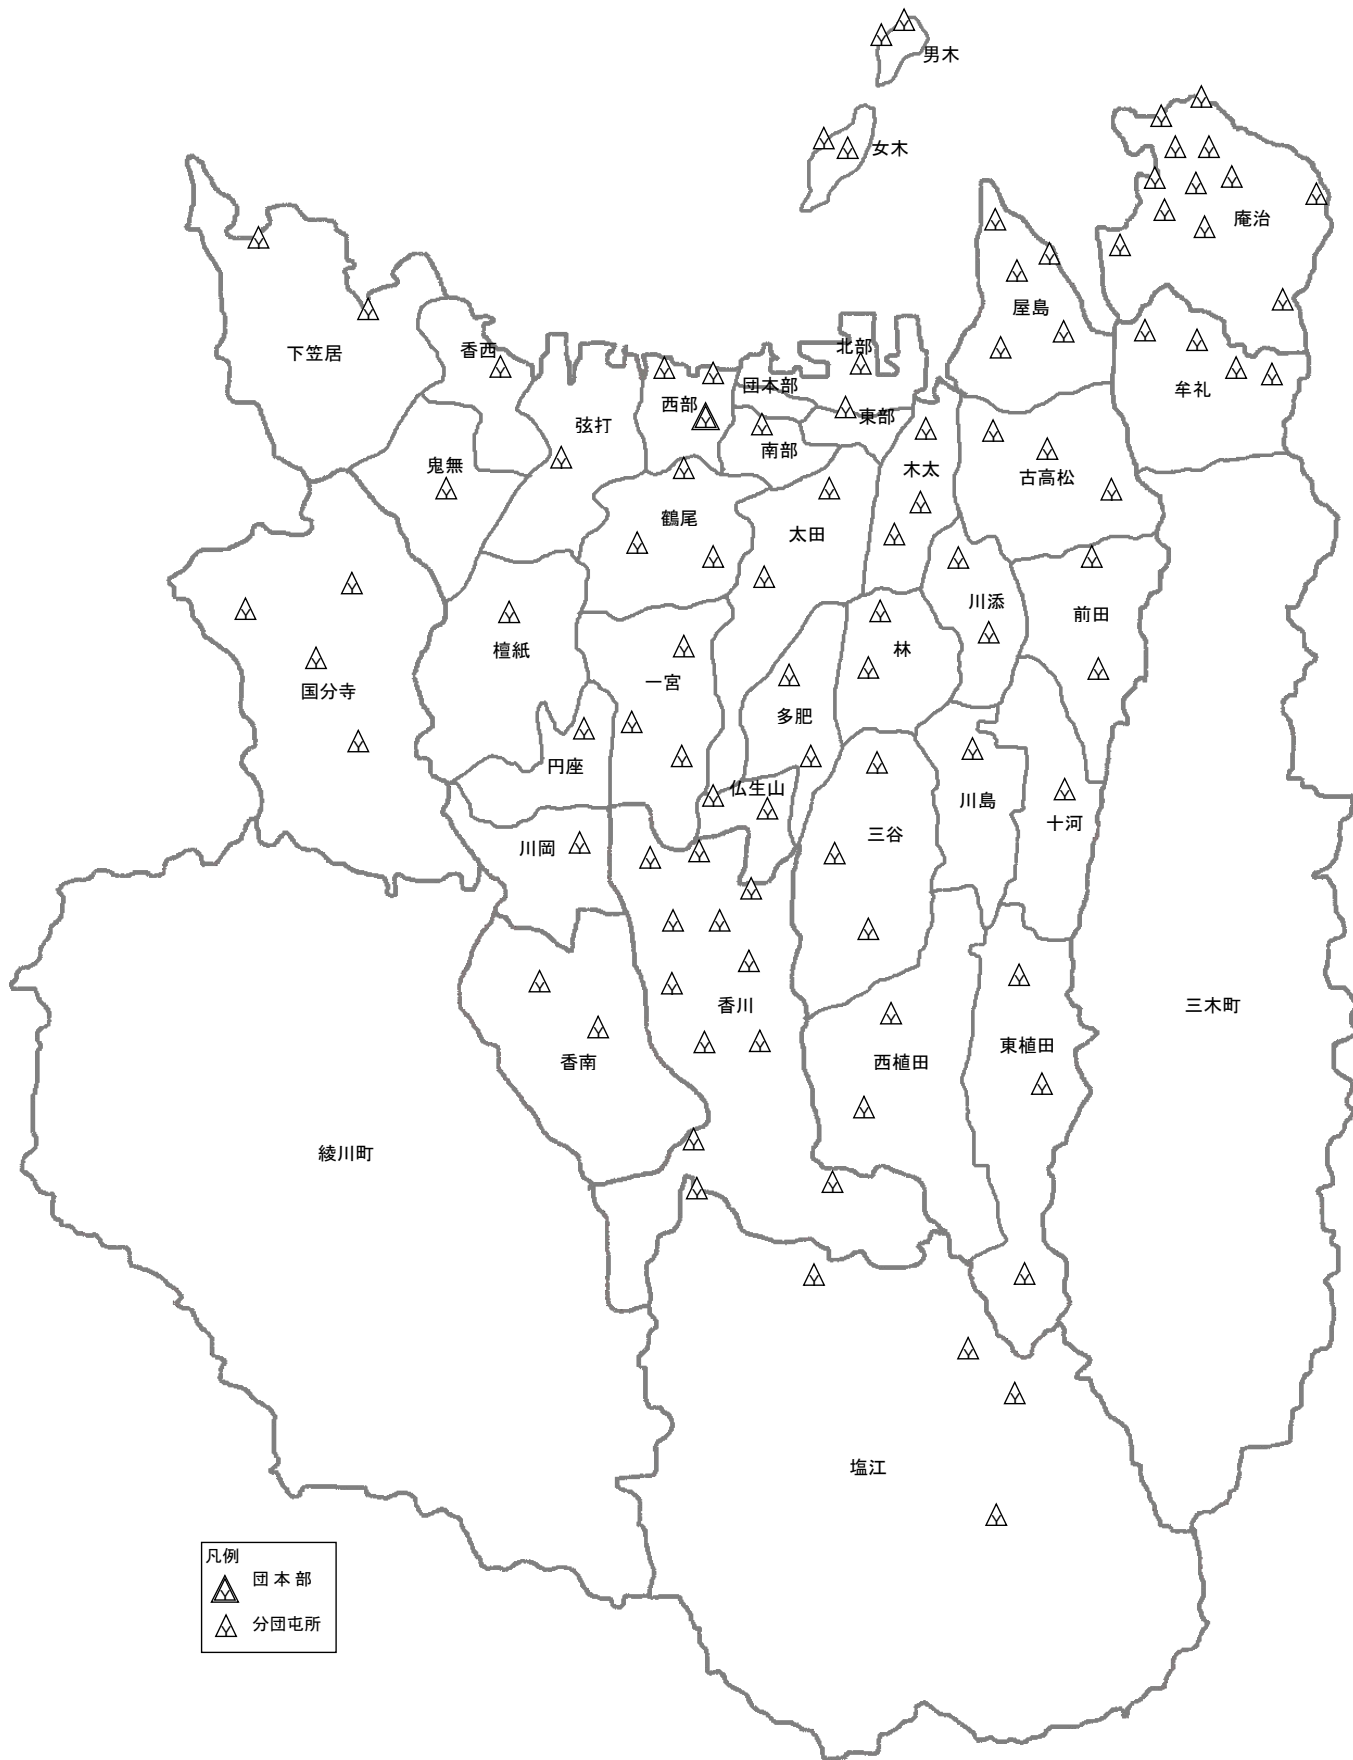 男木
女木
庵治
屋島
北部
香西
下笠居
団本部
牟礼
西部
東部
弦打
南部
鬼無
木太
古高松
鶴尾
太田
川添
前田
檀紙
林
一宮
国分寺
多肥
円座
仏生山
川島
十河
三谷
川岡
香川
三木町
東植田
香南
西植田
綾川町
塩江
凡例
団本部
分団屯所